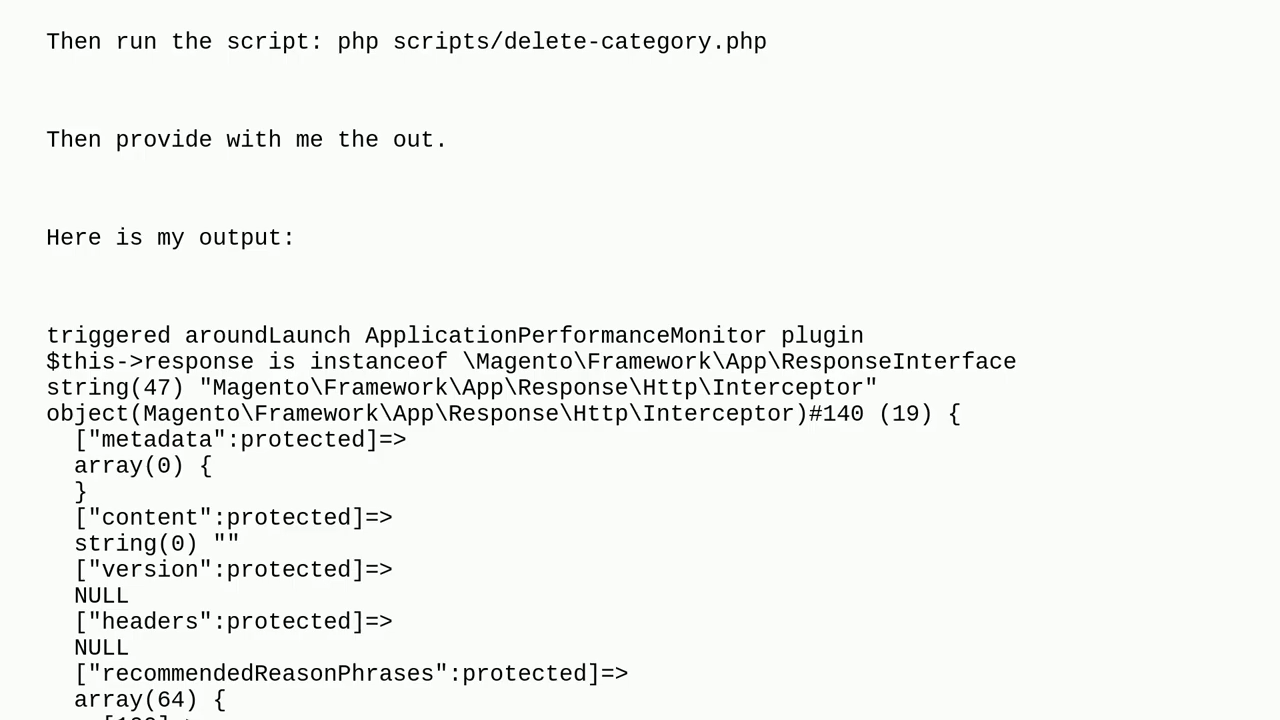 Then run the script: php scripts/delete-category.php
Then provide with me the out.
Here is my output:
triggered aroundLaunch ApplicationPerformanceMonitor plugin
$this->response is instanceof \Magento\Framework\App\ResponseInterface
string(47) "Magento\Framework\App\Response\Http\Interceptor"
object(Magento\Framework\App\Response\Http\Interceptor)#140 (19) {
  ["metadata":protected]=>
  array(0) {
  }
  ["content":protected]=>
  string(0) ""
  ["version":protected]=>
  NULL
  ["headers":protected]=>
  NULL
  ["recommendedReasonPhrases":protected]=>
  array(64) {